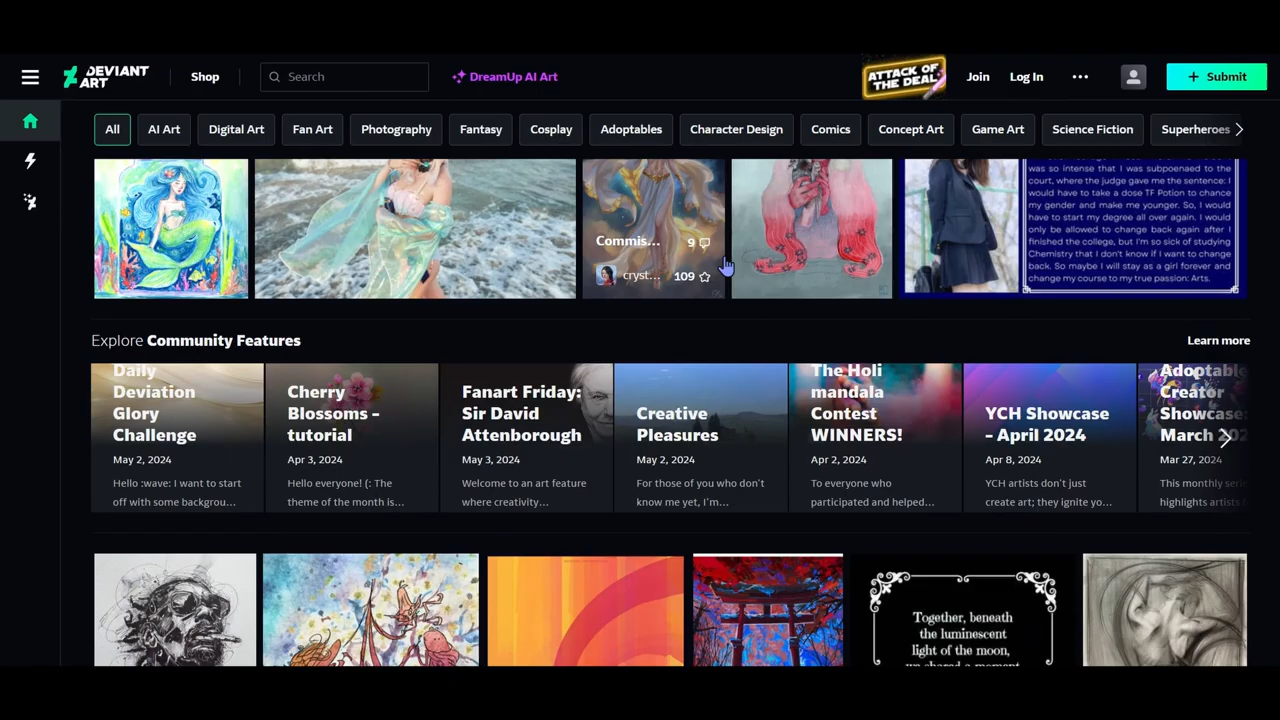 DEVIANT
ART
Shop
Search
DreamUp AI Art
ATTACK OF
THE DEAL
Join
Log In
Submit
All
AI Art
Digital Art
Fan Art
Photography
Fantasy
Cosplay
Adoptables
Character Design
Comics
Concept Art
Game Art
Science Fiction
Superheroes
Commis...
9
cryst...
109
was so intense that I was subpoenaed to the
court, where the judge gave me the sentence: I
would have to take a dose TF Potion to change
my gender and make me younger. So, I would
have to start my degree all over again. I would
only be allowed to change back again after I
finished the college, but I'm so sick of studying
Chemistry that I don't know if I want to change
back. So maybe I will stay as a girl forever and
change my course to my true passion: Arts.
Explore Community Features
Learn more
Daily
Deviation
Glory
Challenge
May 2, 2024
Hello :wave: I want to start
off with some backgrou...
Cherry
Blossoms -
tutorial
Apr 3, 2024
Hello everyone! (: The
theme of the month is...
Fanart Friday:
Sir David
Attenborough
May 3, 2024
Welcome to an art feature
where creativity...
Creative
Pleasures
May 2, 2024
For those of you who don't
know me yet, I'm...
The Holi
mandala
Contest
WINNERS!
Apr 2, 2024
To everyone who
participated and helped...
YCH Showcase
- April 2024
Apr 8, 2024
YCH artists don't just
create art; they ignite yo...
Adoptable
Creator
Showcase:
March 202
Mar 27, 2024
This monthly seri
highlights artists
Together, beneath
the luminescent
light of the moon,
we shared a moment